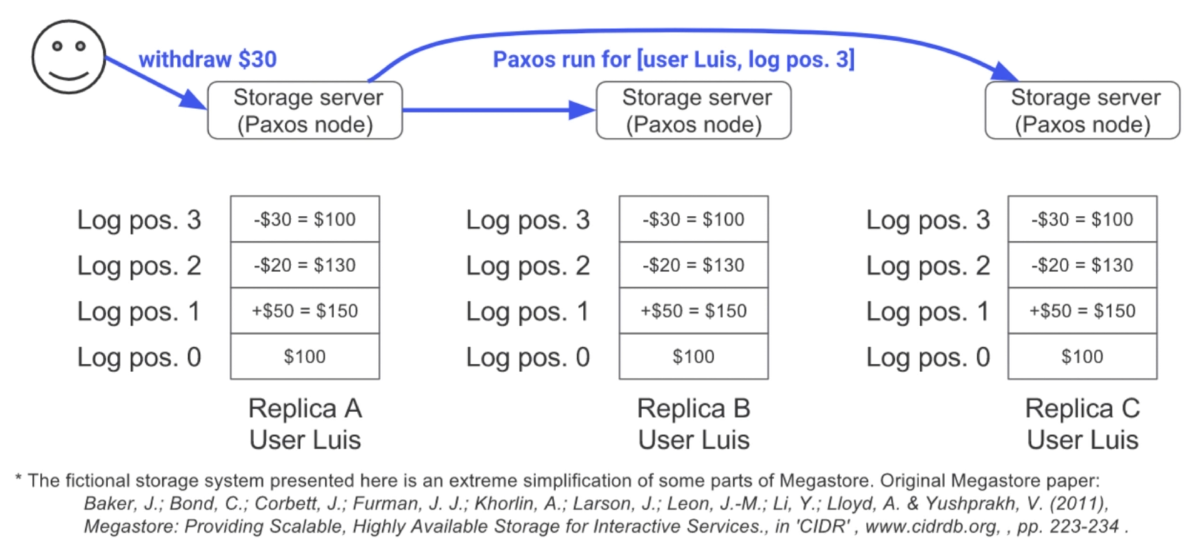 withdraw $30
Paxos run for [user Luis, log pos. 3]
Storage server
(Paxos node)
Storage server
(Paxos node)
Storage server
(Paxos node)
Log pos. 3
-$30 = $100
Log pos. 2
-$20 = $130
Log pos. 1
+$50 = $150
Log pos. 0
$100
Replica A
User Luis
Log pos. 3
-$30 = $100
Log pos. 2
-$20 = $130
Log pos. 1
+$50 = $150
Log pos. 0
$100
Replica B
User Luis
Log pos. 3
-$30 = $100
Log pos. 2
-$20 = $130
Log pos. 1
+$50 = $150
Log pos. 0
$100
Replica C
User Luis
* The fictional storage system presented here is an extreme simplification of some parts of Megastore. Original Megastore paper:
Baker, J.; Bond, C.; Corbett, J.; Furman, J. J.; Khorlin, A.; Larson, J.; Leon, J.-M.; Li, Y.; Lloyd, A. & Yushprakh, V. (2011),
Megastore: Providing Scalable, Highly Available Storage for Interactive Services., in 'CIDR' , www.cidrdb.org, , pp. 223-234 .